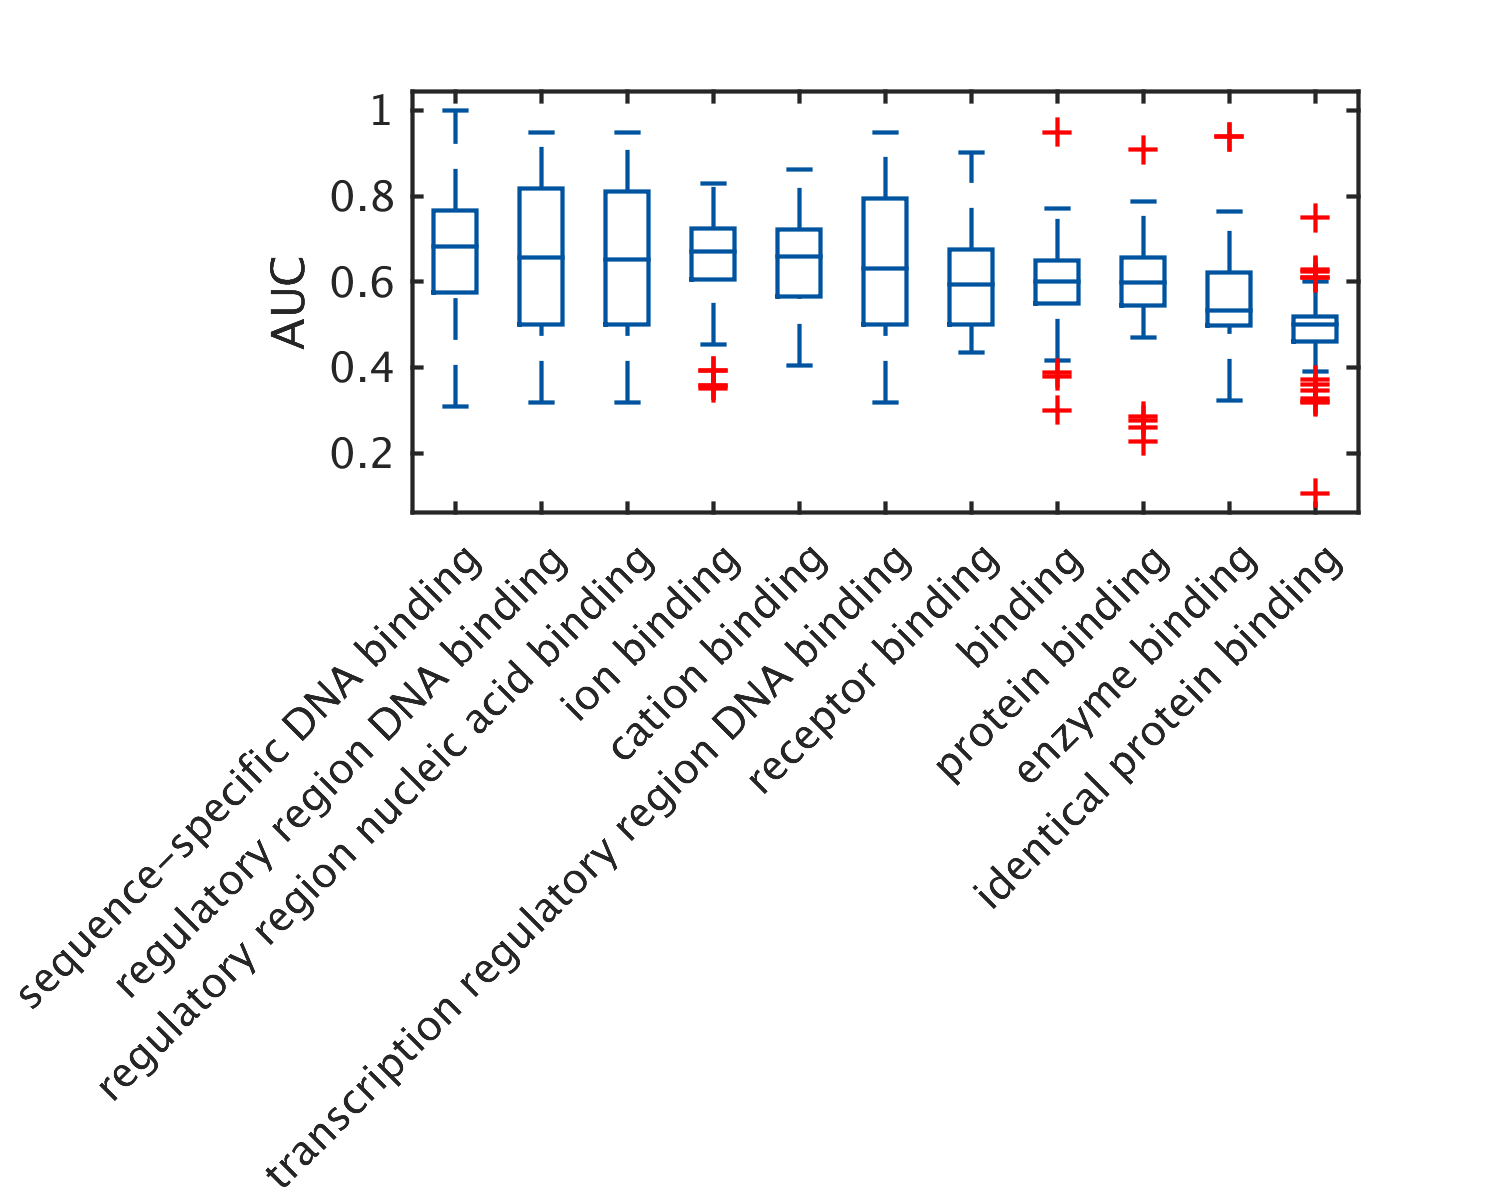 1
0.8
0.6
0.4
0.2
AUC
sequence-specific DNA binding
regulatory region DNA binding
regulatory region nucleic acid binding
ion binding
cation binding
transcription regulatory region DNA binding
receptor binding
binding
protein binding
enzyme binding
identical protein binding